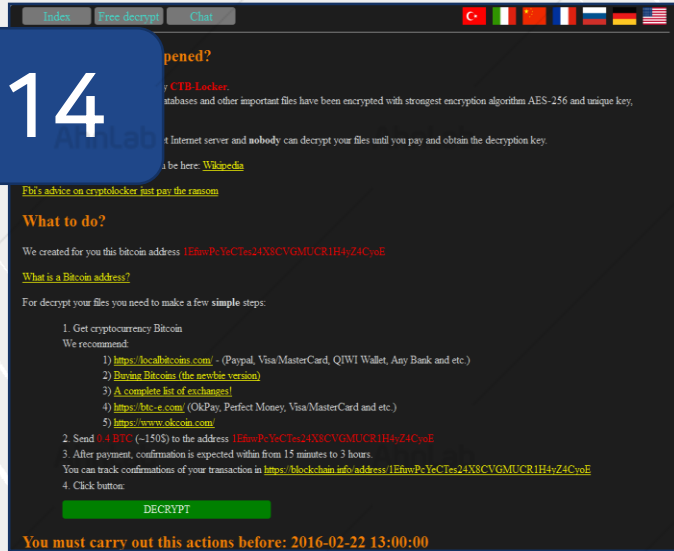 Index Free decrypt Chat
pened?
y CTB-Locker.
atabases and other important files have been encrypted with strongest encryption algorithm AES-256 and unique key,
14
AhnLab
t Internet server and nobody can decrypt your files until you pay and obtain the decryption key.
be here: Wikipedia
Fbi's advice on cryptolocker just pay the ransom
What to do?
We created for you this bitcoin address 1EfuwPcYeCTes24X8CVGMUCR1H4yZ4CyoE
What is a Bitcoin address?
For decrypt your files you need to make a few simple steps:
1. Get cryptocurrency Bitcoin
We recommend:
1) https://localbitcoins.com/ - (Paypal, Visa/MasterCard, QIWI Wallet, Any Bank and etc.)
2) Buying Bitcoins (the newbie version)
3) A complete list of exchanges!
4) https://btc-e.com/ (OkPay, Perfect Money, Visa/MasterCard and etc.)
5) https://www.okcoin.com/
2. Send 0.4 BTC (~150$) to the address 1EfuwPcYeCTes24X8CVGMUCR1H4yZ4CyoE
3. After payment, confirmation is expected within from 15 minutes to 3 hours.
You can track confirmations of your transaction in https://blockchain.info/address/1EfuwPcYeCTes24X8CVGMUCR1H4yZ4CyoE
4. Click button:
DECRYPT
You must carry out this actions before: 2016-02-22 13:00:00